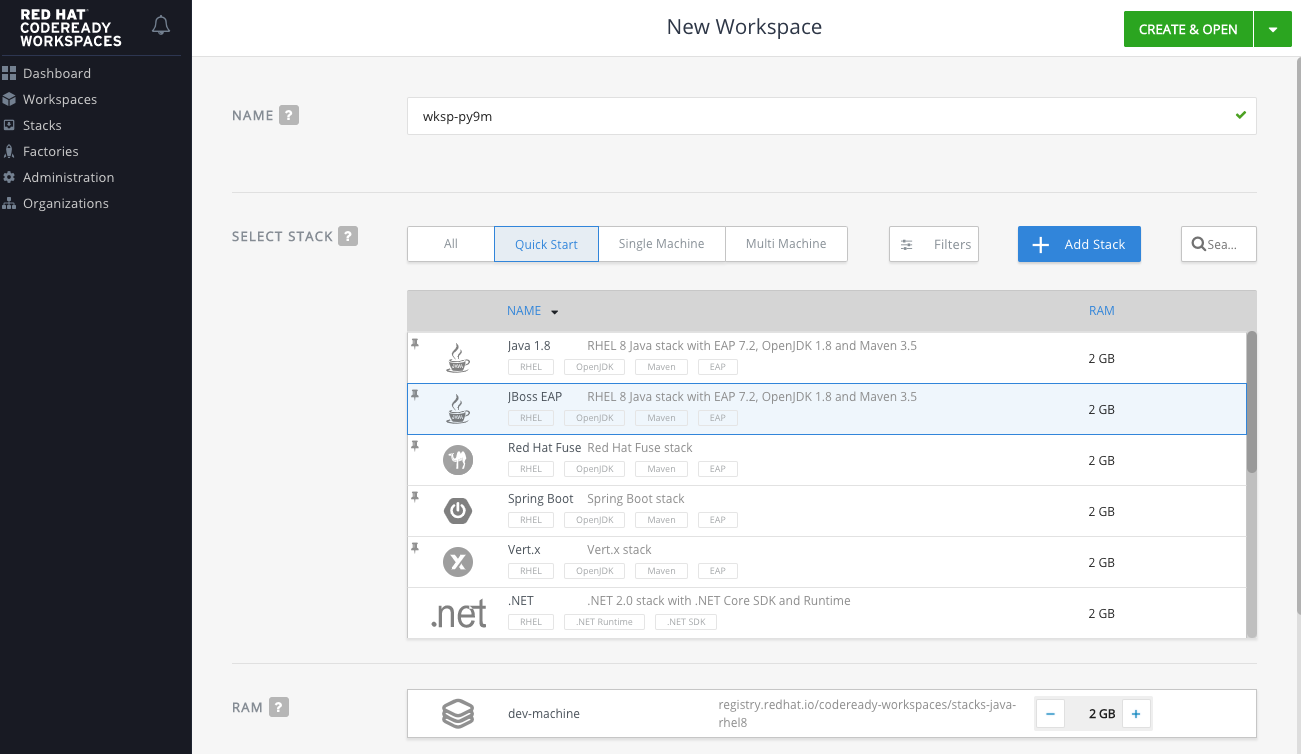 RED HAT
CODEREADY
WORKSPACES
New Workspace
CREATE & OPEN
Dashboard
Workspaces
Stacks
Factories
Administration
Organizations
NAME ?
wksp-py9m
SELECT STACK ?
All Quick Start Single Machine Multi Machine Filters Add Stack Sea...
NAME RAM
Java 1.8 RHEL 8 Java stack with EAP 7.2, OpenJDK 1.8 and Maven 3.5
2 GB
RHEL OpenJDK Maven EAP
JBoss EAP RHEL 8 Java stack with EAP 7.2, OpenJDK 1.8 and Maven 3.5
2 GB
RHEL OpenJDK Maven EAP
Red Hat Fuse Red Hat Fuse stack
2 GB
RHEL OpenJDK Maven EAP
Spring Boot Spring Boot stack
2 GB
RHEL OpenJDK Maven EAP
Vert.x Vert.x stack
2 GB
RHEL OpenJDK Maven EAP
.net
.NET .NET 2.0 stack with .NET Core SDK and Runtime
2 GB
RHEL .NET Runtime .NET SDK
RAM ?
dev-machine
registry.redhat.io/codeready-workspaces/stacks-java-
rhel8
− 2 GB +